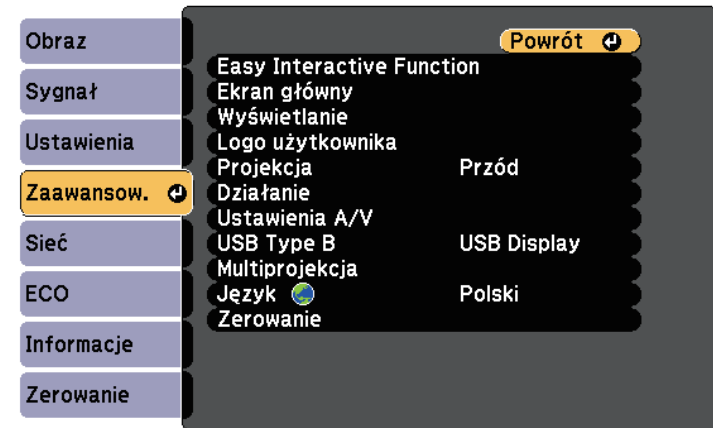 Obraz
Sygnał
Ustawienia
Zaawansow.
Sieć
ECO
Informacje
Zerowanie
Powrót
Easy Interactive Function
Ekran główny
Wyświetlanie
Logo użytkownika
Projekcja Przód
Działanie
Ustawienia A/V
USB Type B USB Display
Multiprojekcja
Język Polski
Zerowanie